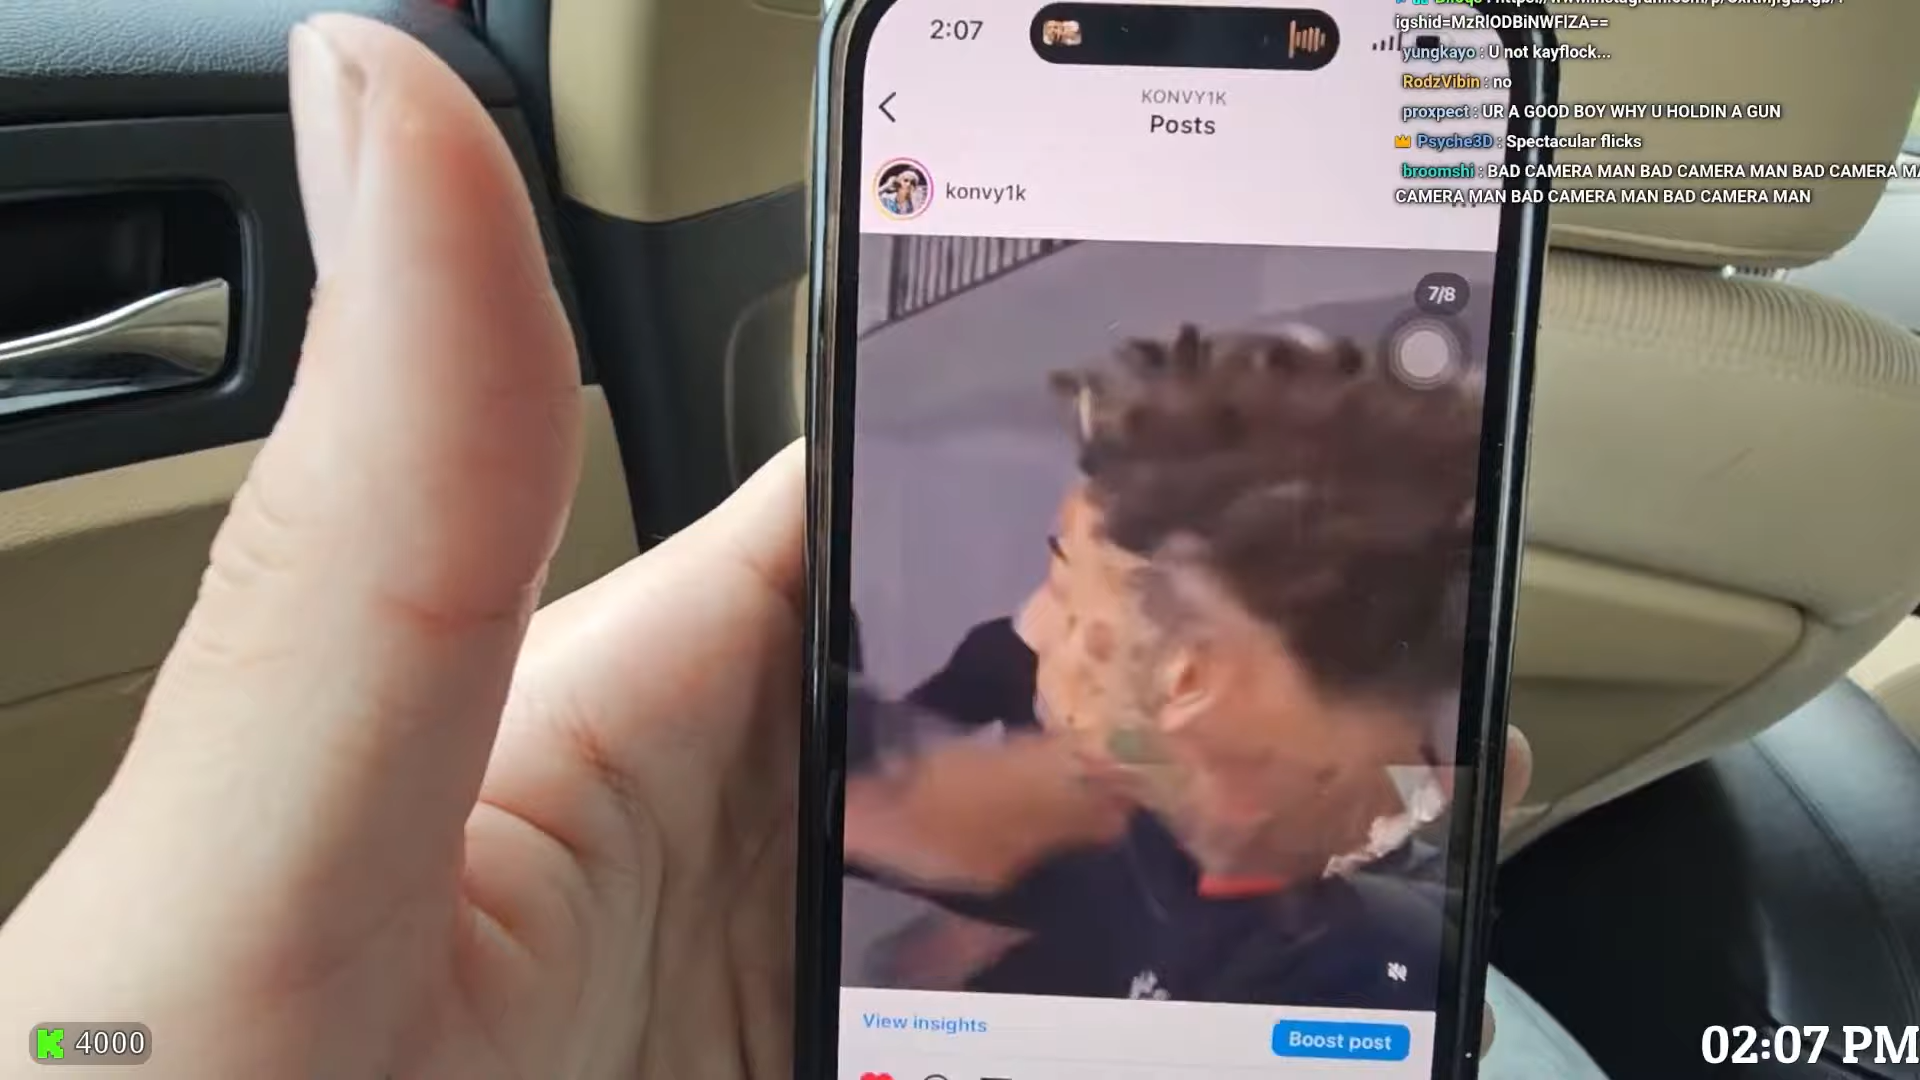 igshid=MzRlODBiNWFlZA==
yungkayo : U not kayflock...
RodzVibin : no
proxpect : UR A GOOD BOY WHY U HOLDIN A GUN
Psyche3D : Spectacular flicks
broomshi : BAD CAMERA MAN BAD CAMERA MAN BAD CAMERA
CAMERA MAN BAD CAMERA MAN BAD CAMERA MAN
2:07
KONVY1K
Posts
konvy1k
7/8
View insights
Boost post
K 4000
02:07 PM